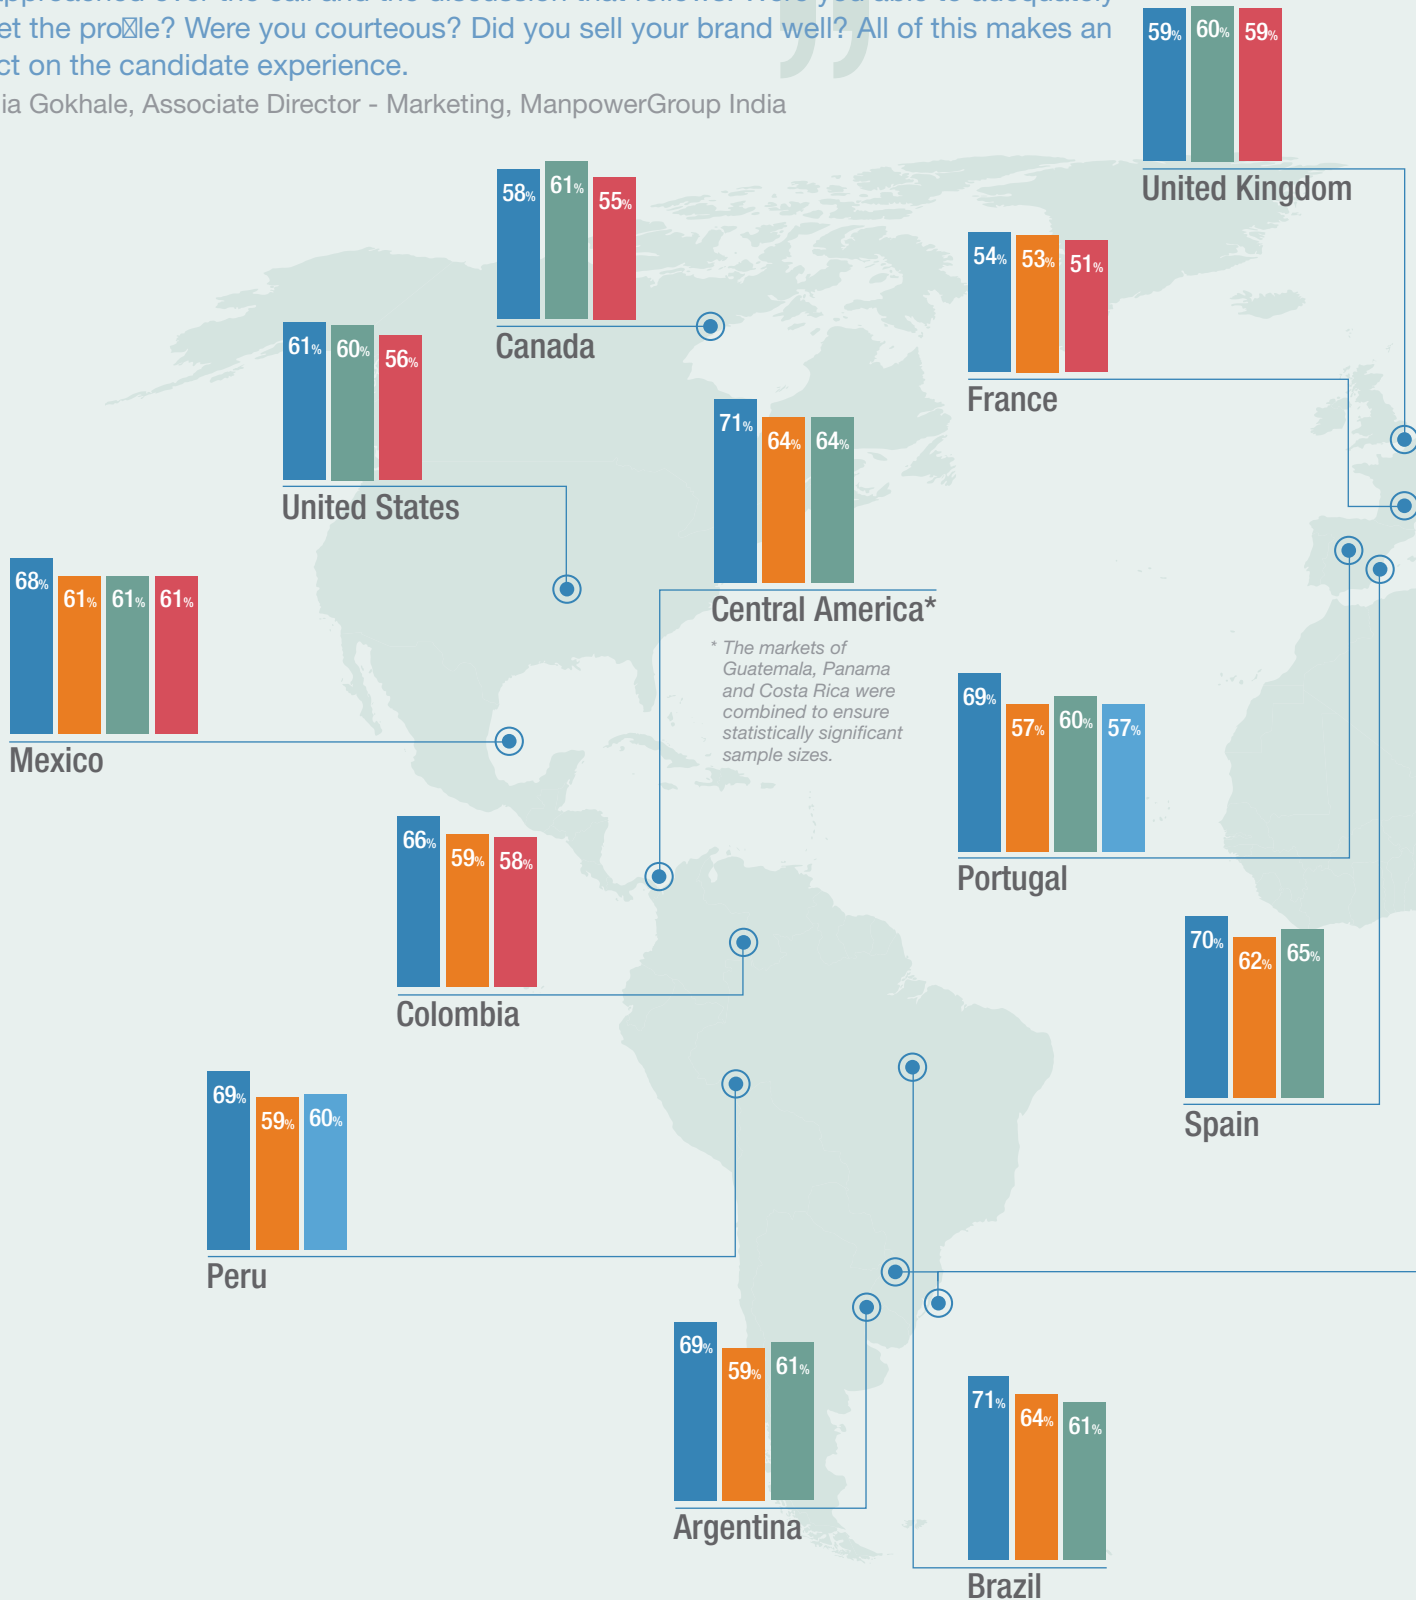 et the pro le? Were you courteous? Did you sell your brand well? All of this makes an
ct on the candidate experience.
ia Gokhale, Associate Director - Marketing, ManpowerGroup India
59% 60% 59%
United Kingdom
58% 61% 55%
Canada
54% 53% 51%
France
61% 60% 56%
United States
71% 64% 64%
Central America*
* The markets of
Guatemala, Panama
and Costa Rica were
combined to ensure
statistically significant
sample sizes.
68% 61% 61% 61%
Mexico
69% 57% 60% 57%
Portugal
66% 59% 58%
Colombia
70% 62% 65%
Spain
69% 59% 60%
Peru
69% 59% 61%
Argentina
71% 64% 61%
Brazil